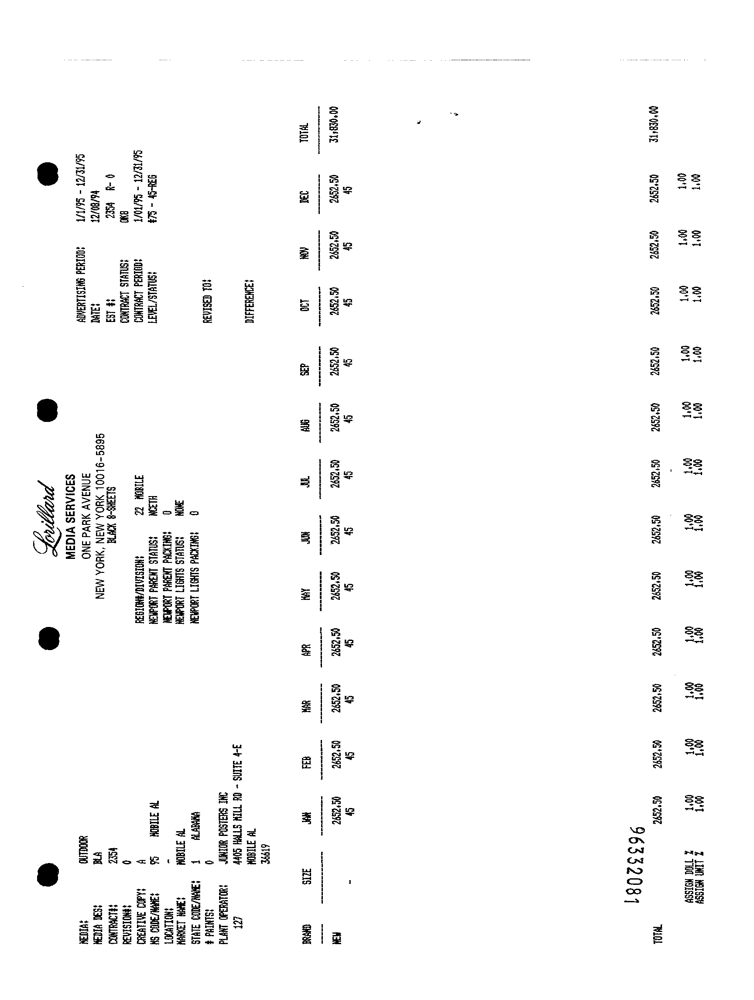 Lorillard
MEDIA SERVICES
ONE PARK AVENUE
NEW YORK, NEW YORK 10016-5895
BLACK 8-SHEETS
MEDIA: OUTDOOR
MEDIA DES: BLA
CONTRACT#: 2354
REVISION#: 0
CREATIVE COPY: A
MS CODE/NAME: 95 MOBILE AL
LOCATION: -
MARKET NAME: MOBILE AL
STATE CODE/NAME: 1 ALABAMA
# PAINTS: 0
PLANT OPERATOR: JUNIOR POSTERS INC
127 4405 HALLS MILL RD - SUITE 4-E
MOBILE AL
36619
REGION#/DIVISION: 22 MOBILE
NEWPORT PARENT STATUS: NCETH
NEWPORT PARENT PACKING: 0
NEWPORT LIGHTS STATUS: NONE
NEWPORT LIGHTS PACKING: 0
ADVERTISING PERIOD: 1/1/95 - 12/31/95
DATE: 12/08/94
EST #: 2354 R- 0
CONTRACT STATUS: OKD
CONTRACT PERIOD: 1/01/95 - 12/31/95
LEVEL/STATUS: #75 - 45-REG
REVISED TO:
DIFFERENCE:
BRAND SIZE JAN FEB MAR APR MAY JUN JUL AUG SEP OCT NOV DEC TOTAL
NEW - 2652.50 2652.50 2652.50 2652.50 2652.50 2652.50 2652.50 2652.50 2652.50 2652.50 2652.50 2652.50 31,830.00
45 45 45 45 45 45 45 45 45 45 45 45
TOTAL 2652.50 2652.50 2652.50 2652.50 2652.50 2652.50 2652.50 2652.50 2652.50 2652.50 2652.50 2652.50 31,830.00
ASSIGN DOLL % 1.00 1.00 1.00 1.00 1.00 1.00 1.00 1.00 1.00 1.00 1.00 1.00
ASSIGN UNIT % 1.00 1.00 1.00 1.00 1.00 1.00 1.00 1.00 1.00 1.00 1.00 1.00
96332081